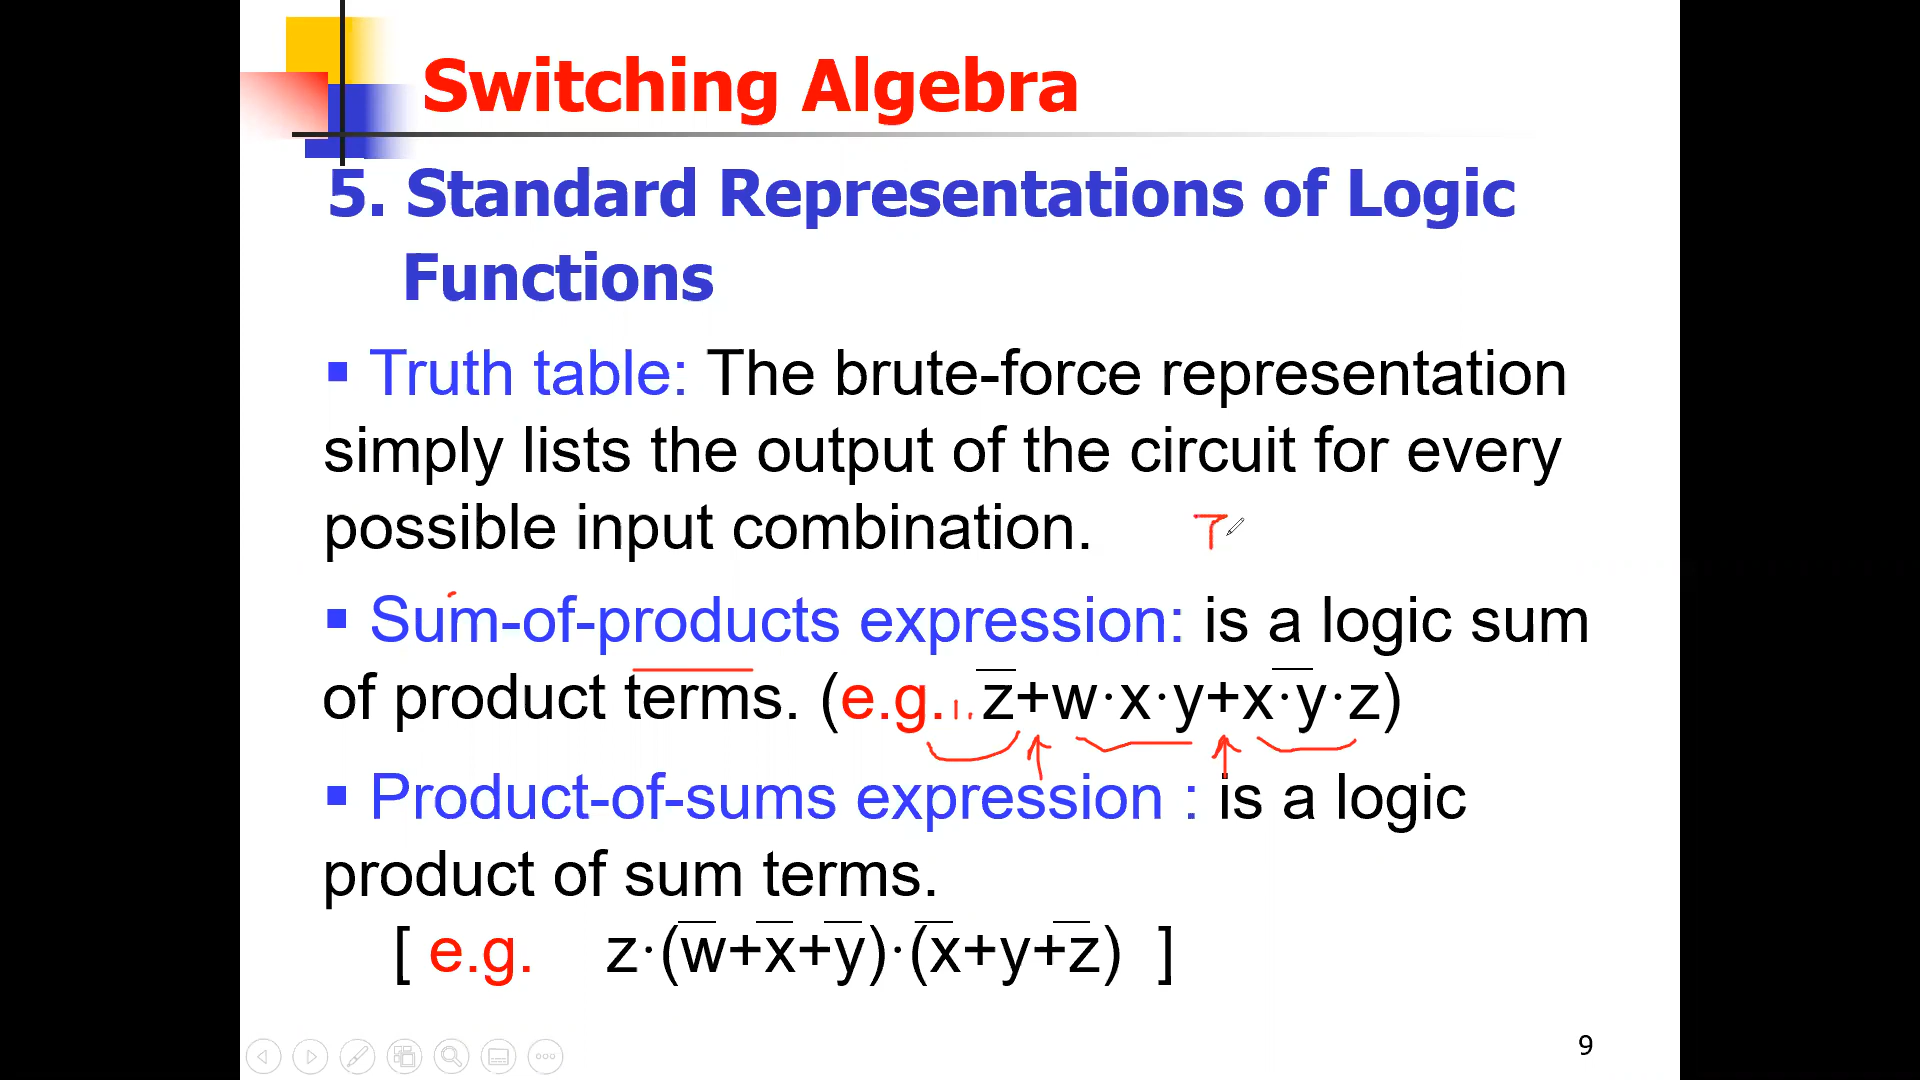 Switching Algebra
5. Standard Representations of Logic
Functions
▪ Truth table: The brute-force representation
simply lists the output of the circuit for every
possible input combination. T
▪ Sum-of-products expression: is a logic sum
of product terms. (e.g. 1. z̅+w·x·y+x·y̅·z)
▪ Product-of-sums expression : is a logic
product of sum terms.
[ e.g. z·(w̅+x̅+y̅)·(x̅+y+z̅) ]
9